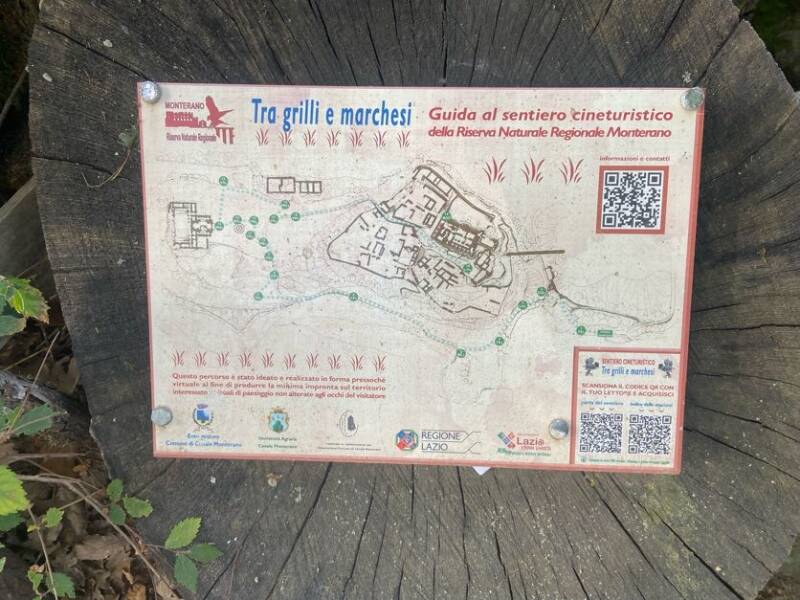 MONTERANO
Riserva Naturale Regionale
Tra grilli e marchesi
Guida al sentiero cineturistico
della Riserva Naturale Regionale Monterano
informazioni e contatti
Questo percorso è stato ideato e realizzato in forma pressoché
virtuale al fine di produrre la minima impronta sul territorio
interessato di paesaggio non alterate agli occhi del visitatore
Ente gestore
Comune di Canale Monterano
Università Agraria
Canale Monterano
REGIONE
LAZIO
Lazio
SENTIERO CINETURISTICO
Tra grilli e marchesi
SCANSIONA IL CODICE QR CON
IL TUO LETTORE E ACQUISISCI